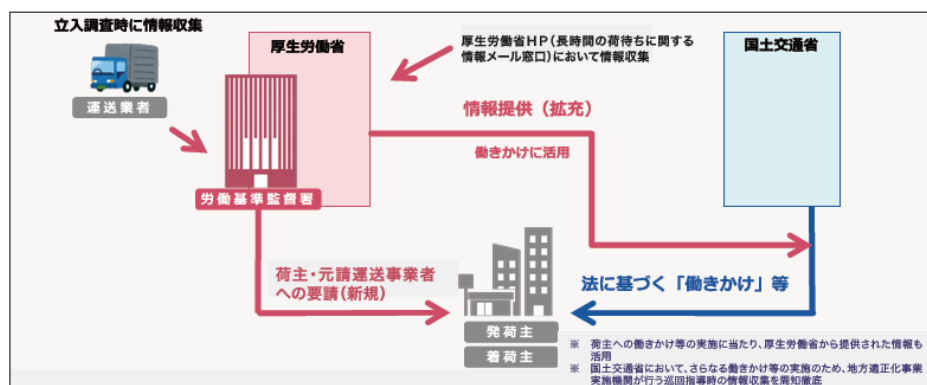 立入調査時に情報収集
厚生労働省
厚生労働省HP(長時間の荷待ちに関する
情報メール窓口)において情報収集
国土交通省
運送業者
情報提供(拡充)
働きかけに活用
労働基準監督署
荷主・元請運送事業者
への要請(新規)
法に基づく「働きかけ」等
発荷主
着荷主
※ 荷主への働きかけ等の実施に当たり、厚生労働省から提供された情報も
活用
※ 国土交通省において、さらなる働きかけ等の実施のため、地方適正化事業
実施機関が行う巡回指導時の情報収集を周知徹底